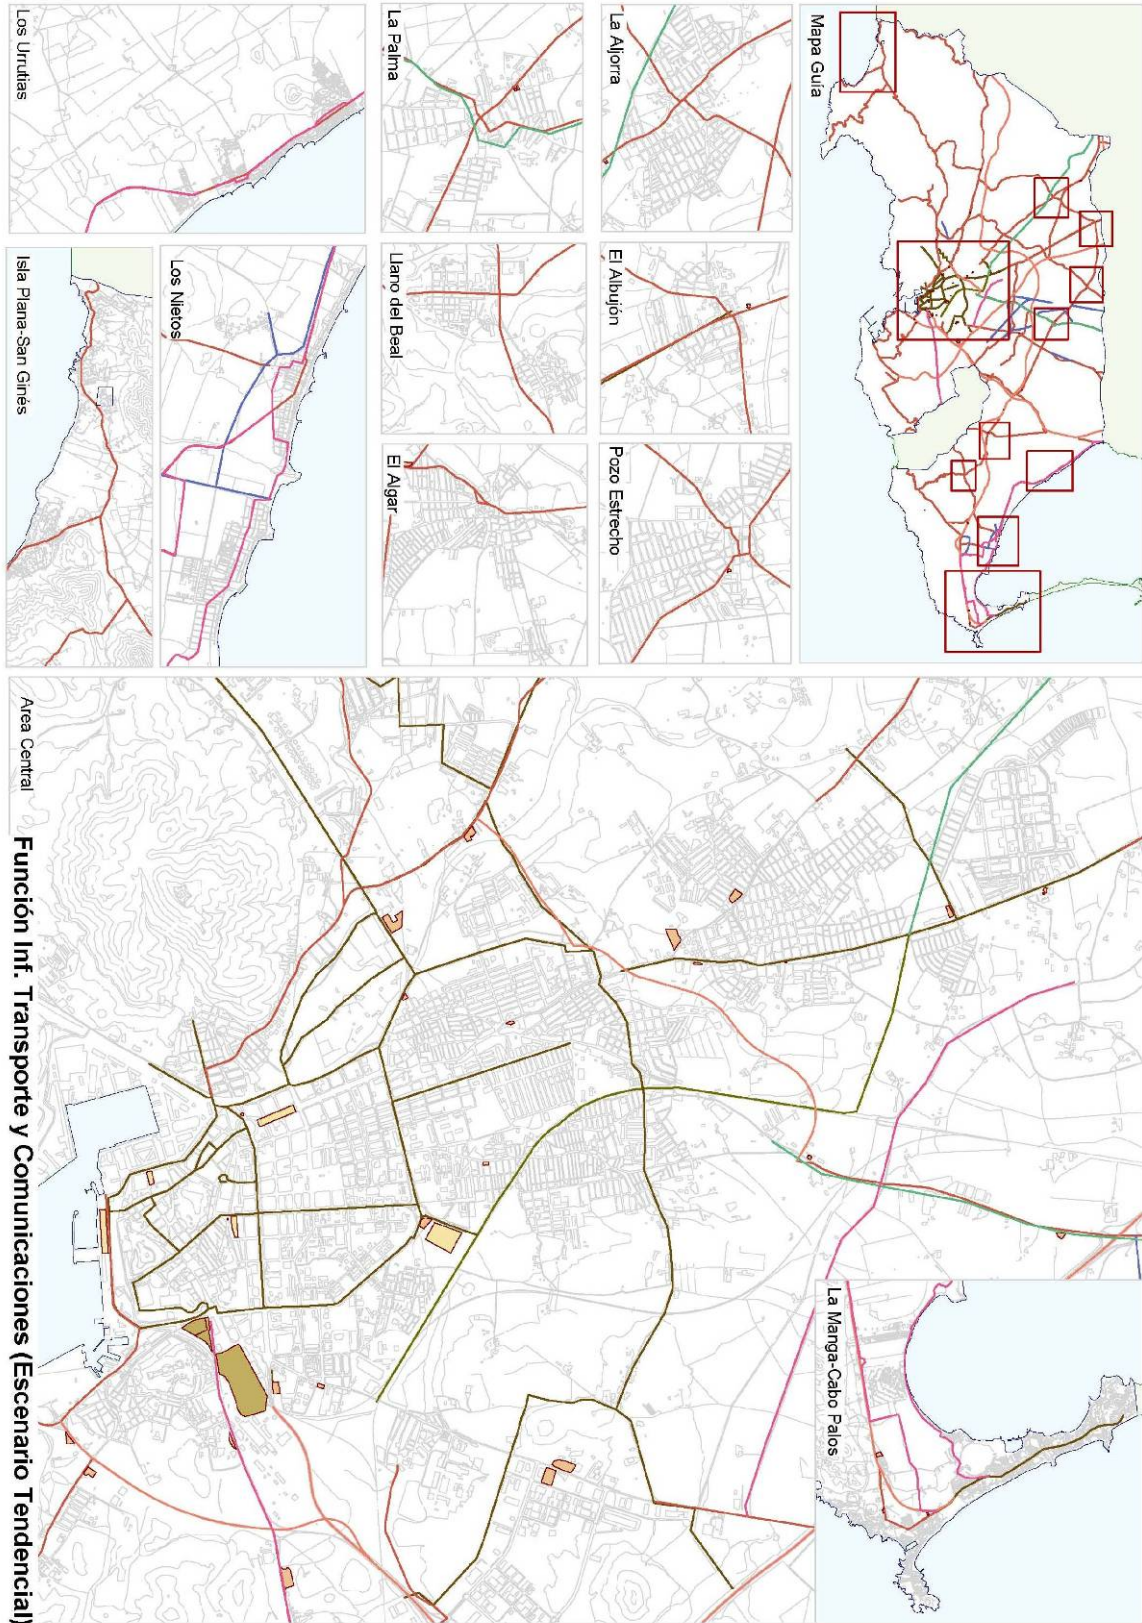 Mapa Guía
La Aljorra
La Palma
Los Urrutias
El Albujón
Llano del Beal
Los Nietos
Isla Plana-San Ginés
Pozo Estrecho
El Algar
Area Central
La Manga-Cabo Palos
Función Inf. Transporte y Comunicaciones (Escenario Tendencial)